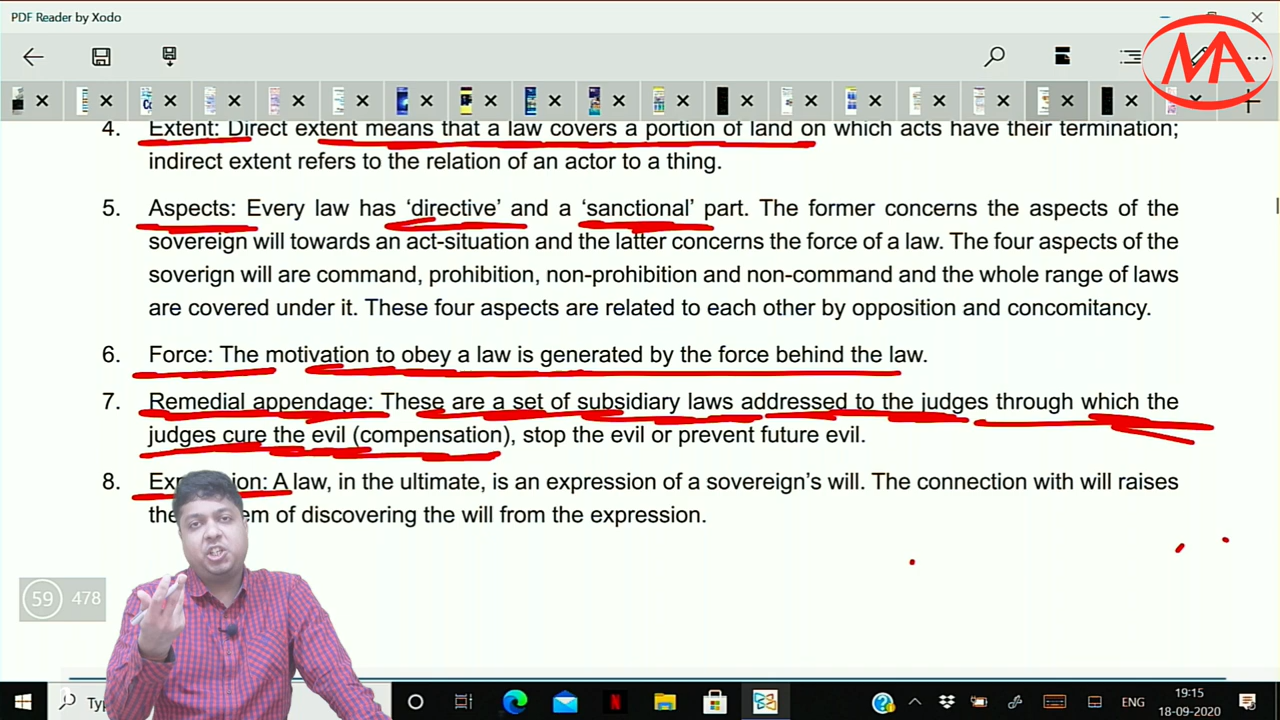 PDF Reader by Xodo
MA
4. Extent: Direct extent means that a law covers a portion of land on which acts have their termination;
indirect extent refers to the relation of an actor to a thing.
5. Aspects: Every law has ‘directive’ and a ‘sanctional’ part. The former concerns the aspects of the
sovereign will towards an act-situation and the latter concerns the force of a law. The four aspects of the
soverign will are command, prohibition, non-prohibition and non-command and the whole range of laws
are covered under it. These four aspects are related to each other by opposition and concomitancy.
6. Force: The motivation to obey a law is generated by the force behind the law.
7. Remedial appendage: These are a set of subsidiary laws addressed to the judges through which the
judges cure the evil (compensation), stop the evil or prevent future evil.
8. A law, in the ultimate, is an expression of a sovereign’s will. The connection with will raises
of discovering the will from the expression.
59 478
ENG
19:15
18-09-2020